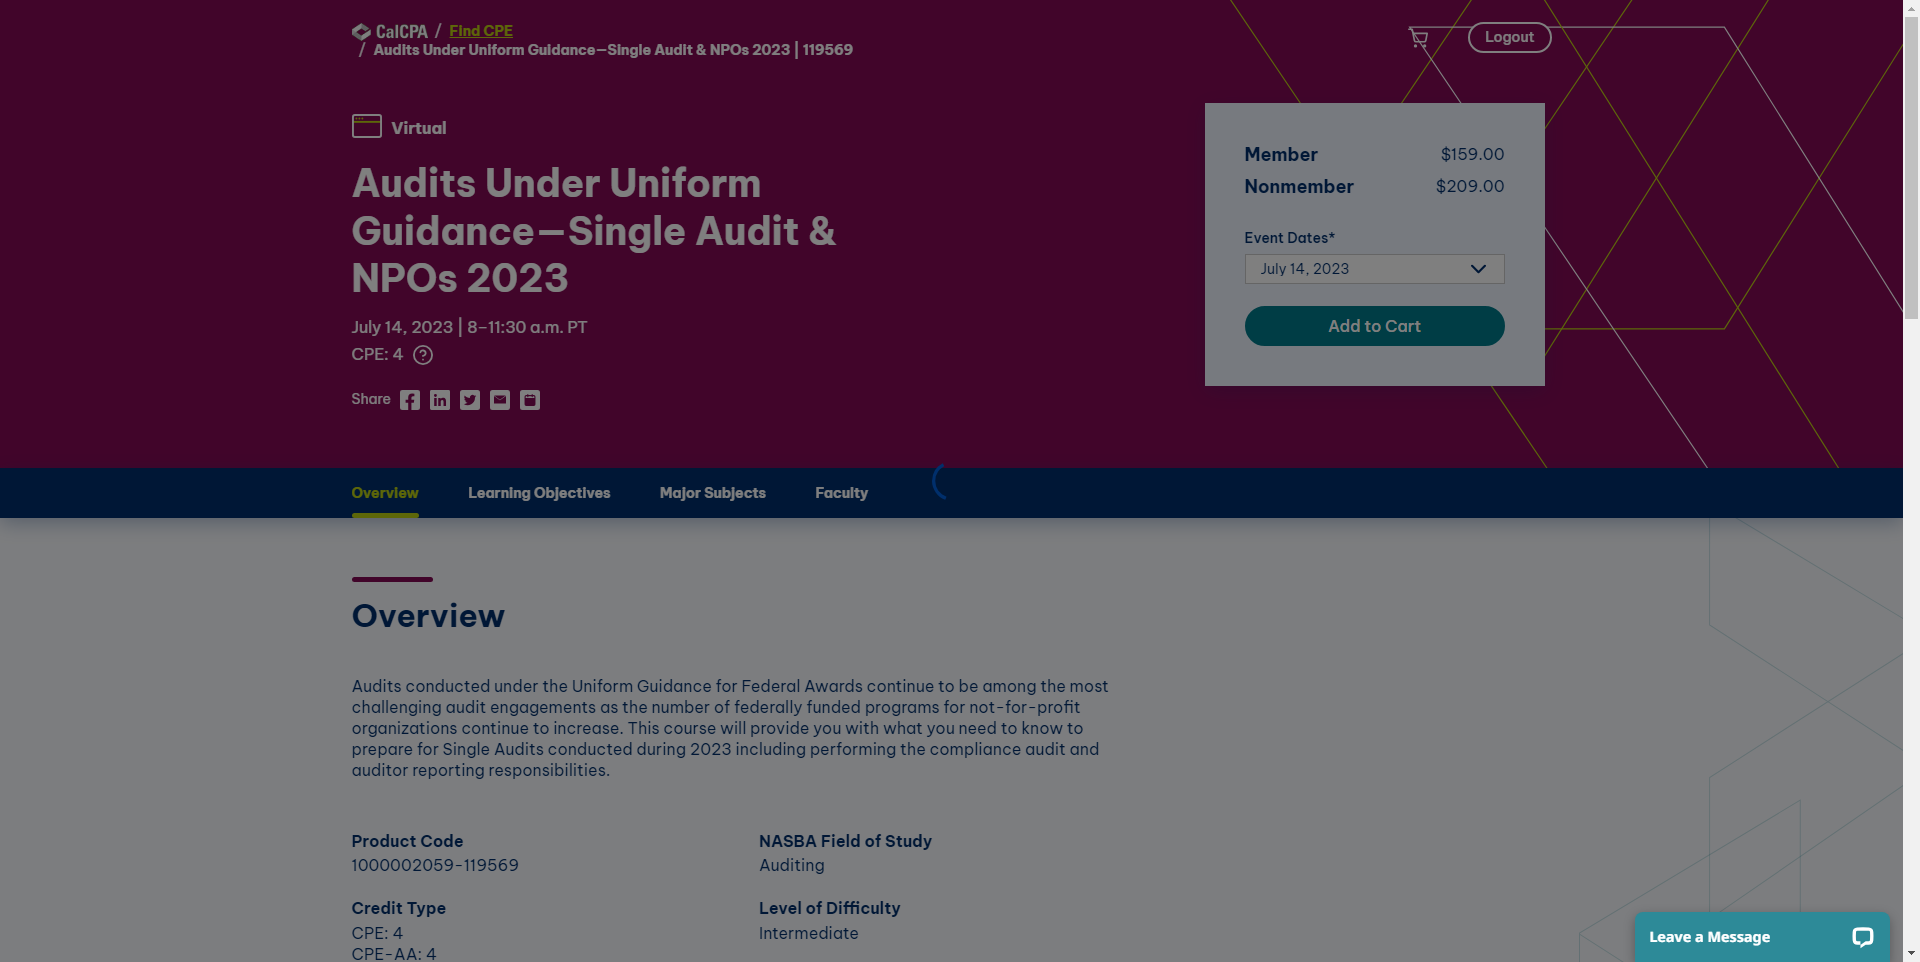 CalCPA / Find CPE
/ Audits Under Uniform Guidance—Single Audit & NPOs 2023 | 119569
Logout
Virtual
Audits Under Uniform
Guidance—Single Audit &
NPOs 2023
July 14, 2023 | 8–11:30 a.m. PT
CPE: 4 ?
Share
Member $159.00
Nonmember $209.00
Event Dates*
July 14, 2023
Add to Cart
Overview Learning Objectives Major Subjects Faculty
Overview
Audits conducted under the Uniform Guidance for Federal Awards continue to be among the most
challenging audit engagements as the number of federally funded programs for not-for-profit
organizations continue to increase. This course will provide you with what you need to know to
prepare for Single Audits conducted during 2023 including performing the compliance audit and
auditor reporting responsibilities.
Product Code
1000002059-119569
NASBA Field of Study
Auditing
Credit Type
CPE: 4
CPE-AA: 4
Level of Difficulty
Intermediate
Leave a Message